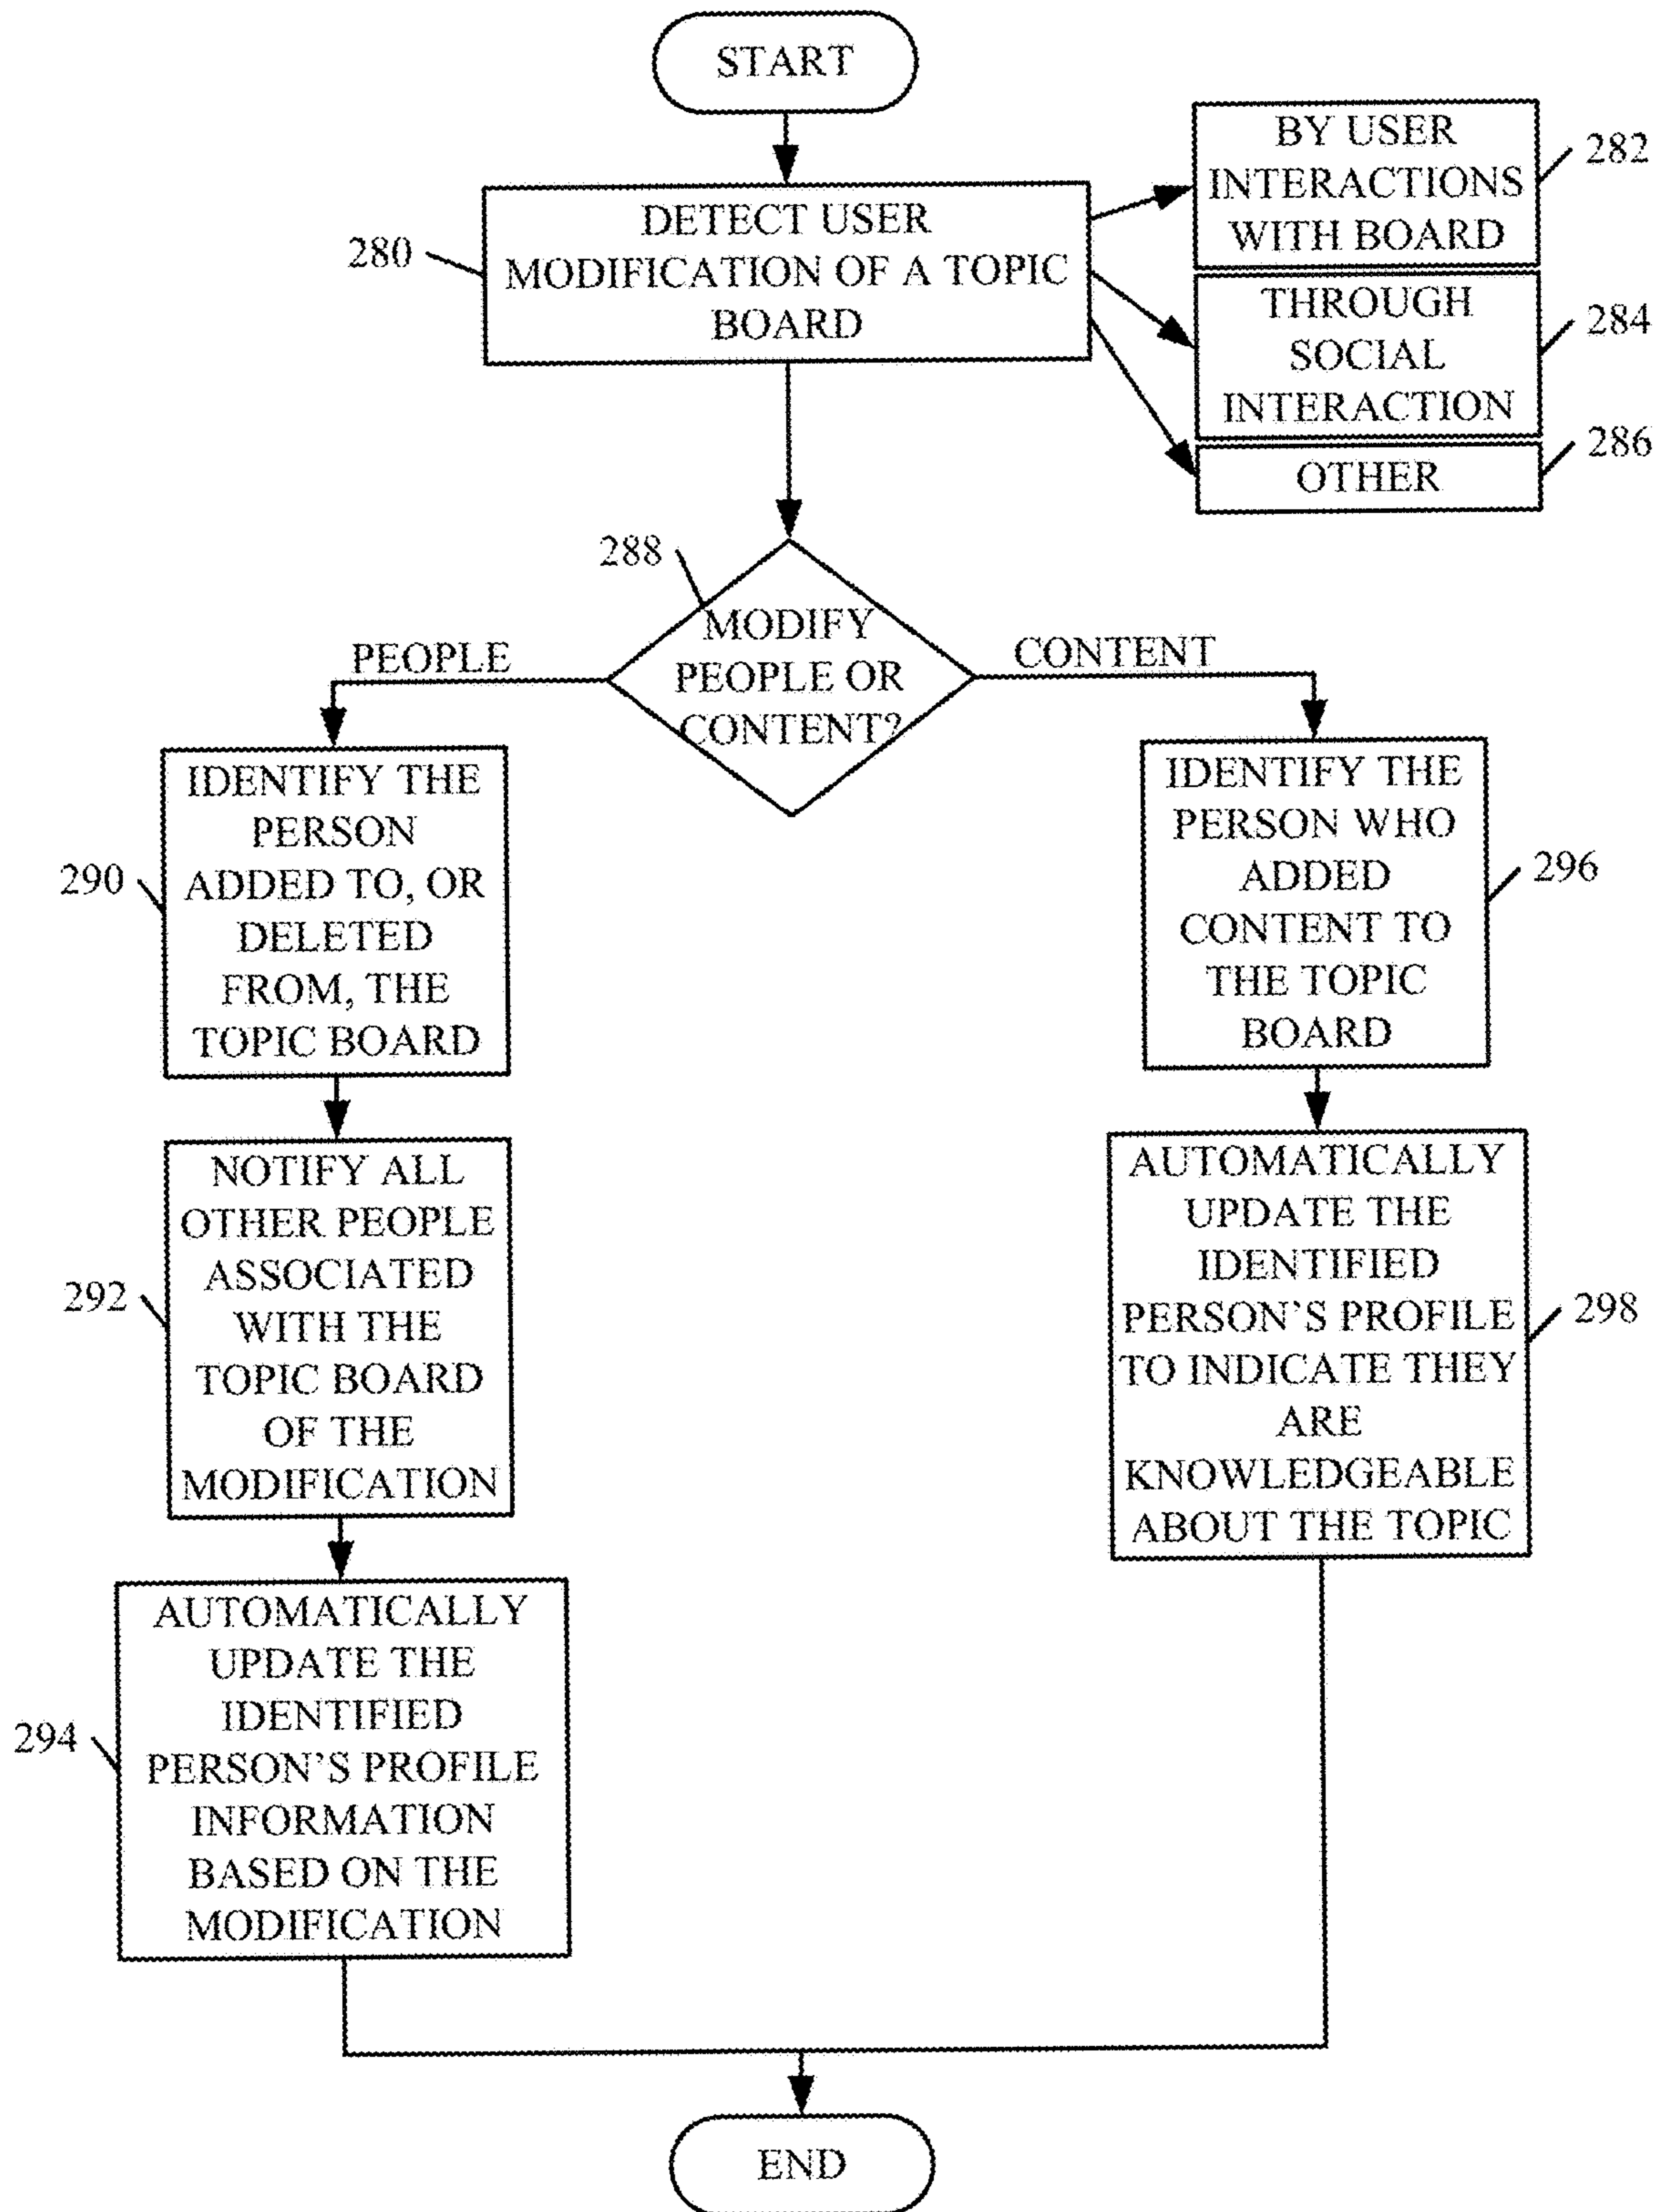 START
BY USER
INTERACTIONS
WITH BOARD
282
DETECT USER
MODIFICATION OF A TOPIC
BOARD
280
THROUGH
SOCIAL
INTERACTION
284
OTHER
286
288
MODIFY
PEOPLE OR
CONTENT?
PEOPLE
CONTENT
IDENTIFY THE
PERSON
ADDED TO, OR
DELETED
FROM, THE
TOPIC BOARD
290
NOTIFY ALL
OTHER PEOPLE
ASSOCIATED
WITH THE
TOPIC BOARD
OF THE
MODIFICATION
292
AUTOMATICALLY
UPDATE THE
IDENTIFIED
PERSON'S PROFILE
INFORMATION
BASED ON THE
MODIFICATION
294
IDENTIFY THE
PERSON WHO
ADDED
CONTENT TO
THE TOPIC
BOARD
296
AUTOMATICALLY
UPDATE THE
IDENTIFIED
PERSON'S PROFILE
TO INDICATE THEY
ARE
KNOWLEDGEABLE
ABOUT THE TOPIC
298
END